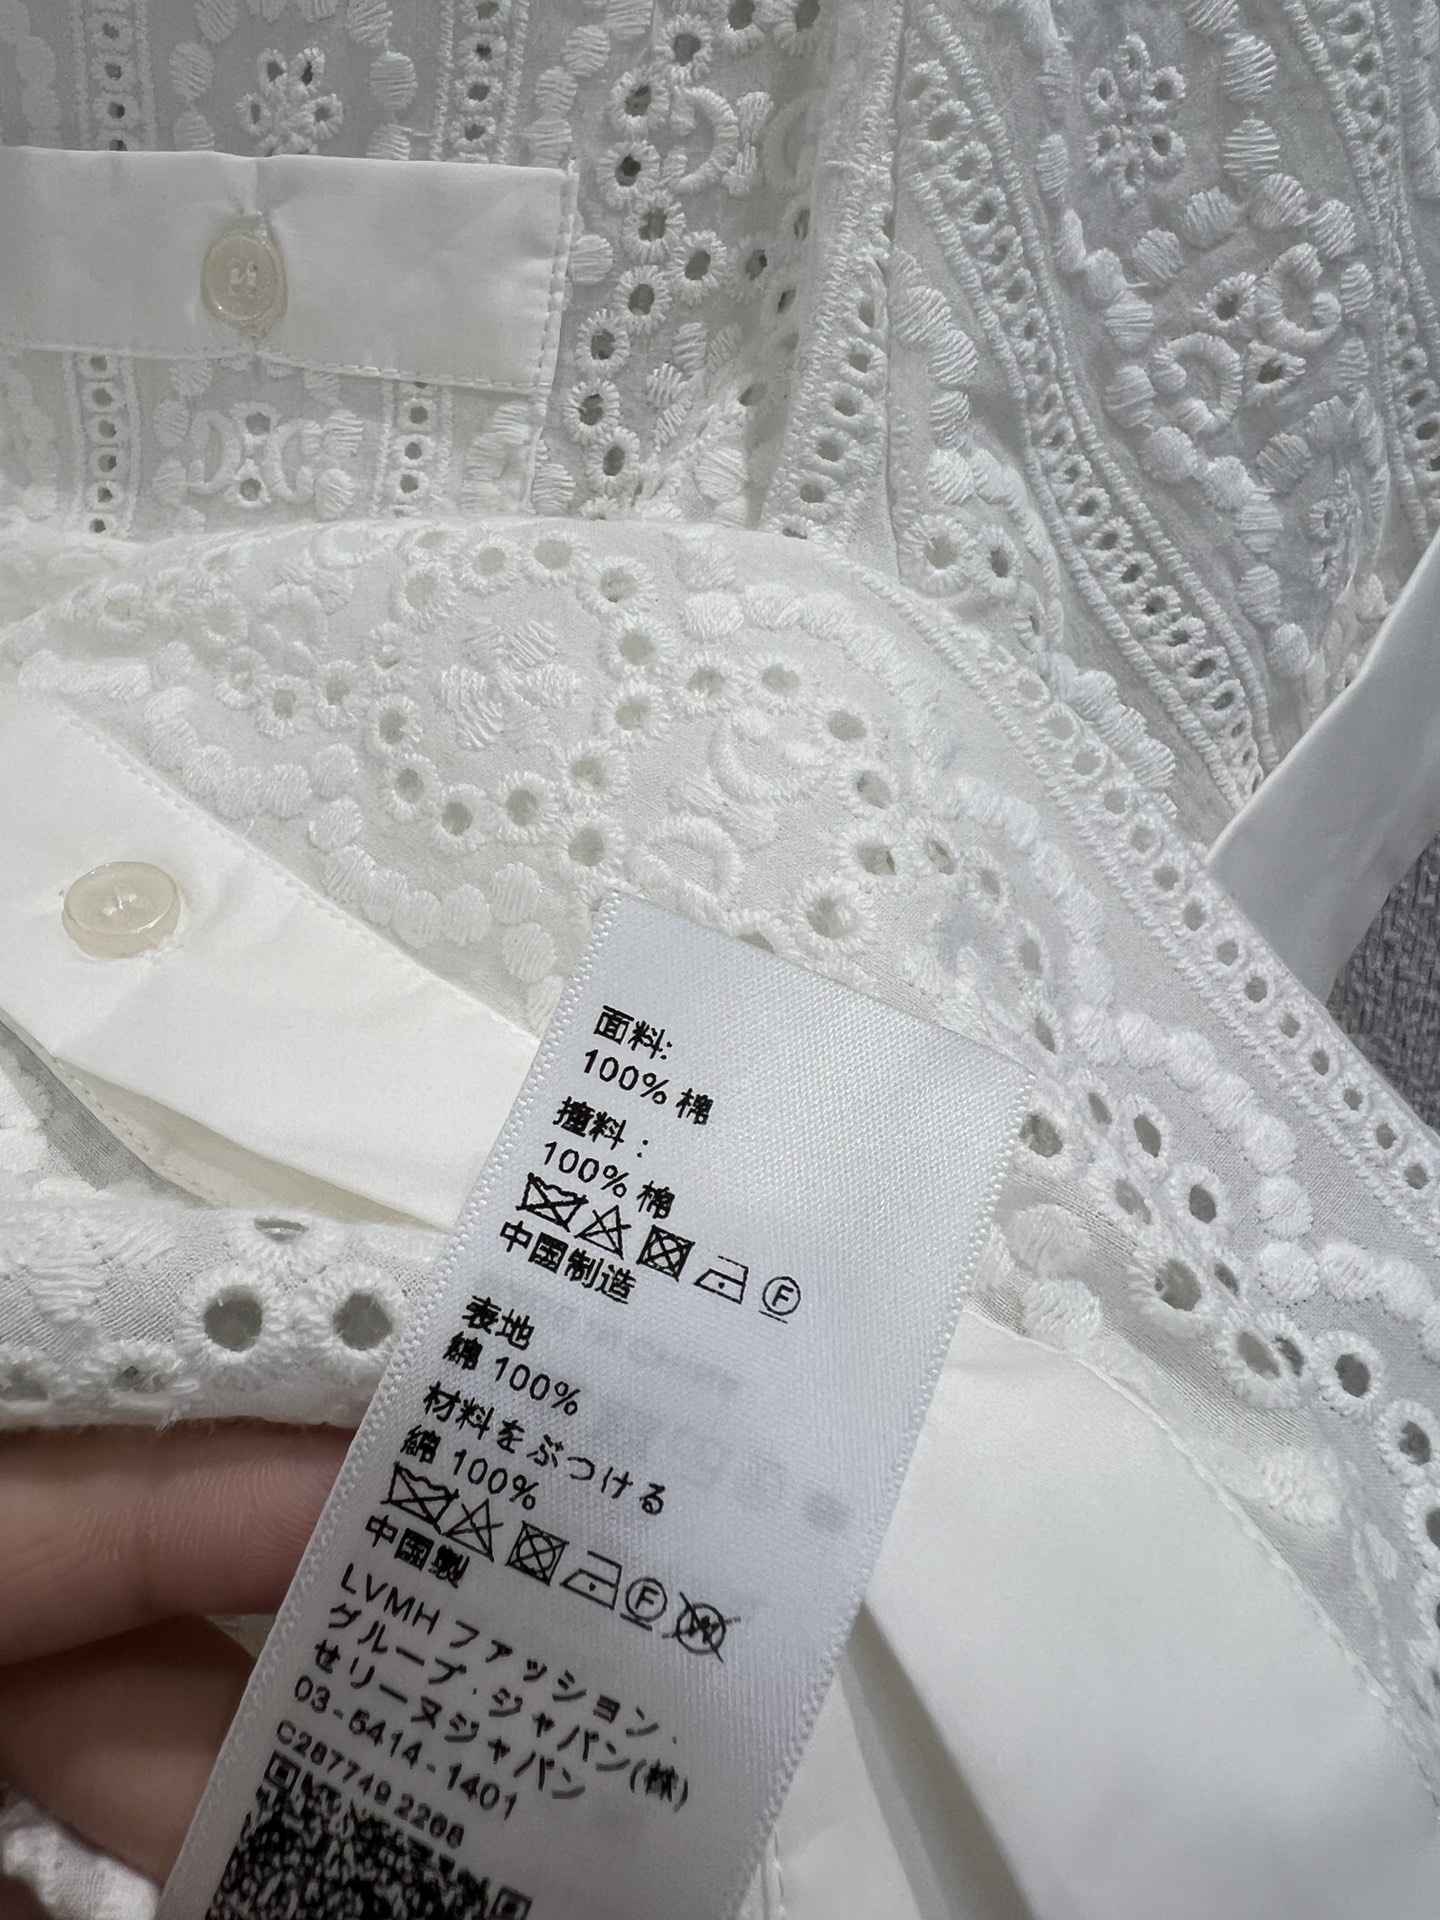 面料:
100% 棉
撞料：
100% 棉
F
中国制造
表地
綿 100%
材料をぶつける
綿 100%
F W
中国製
LVMH ファッション.
グループ.ジャパン(株)
セリーヌジャパン
03-5414-1401
C287749 2268